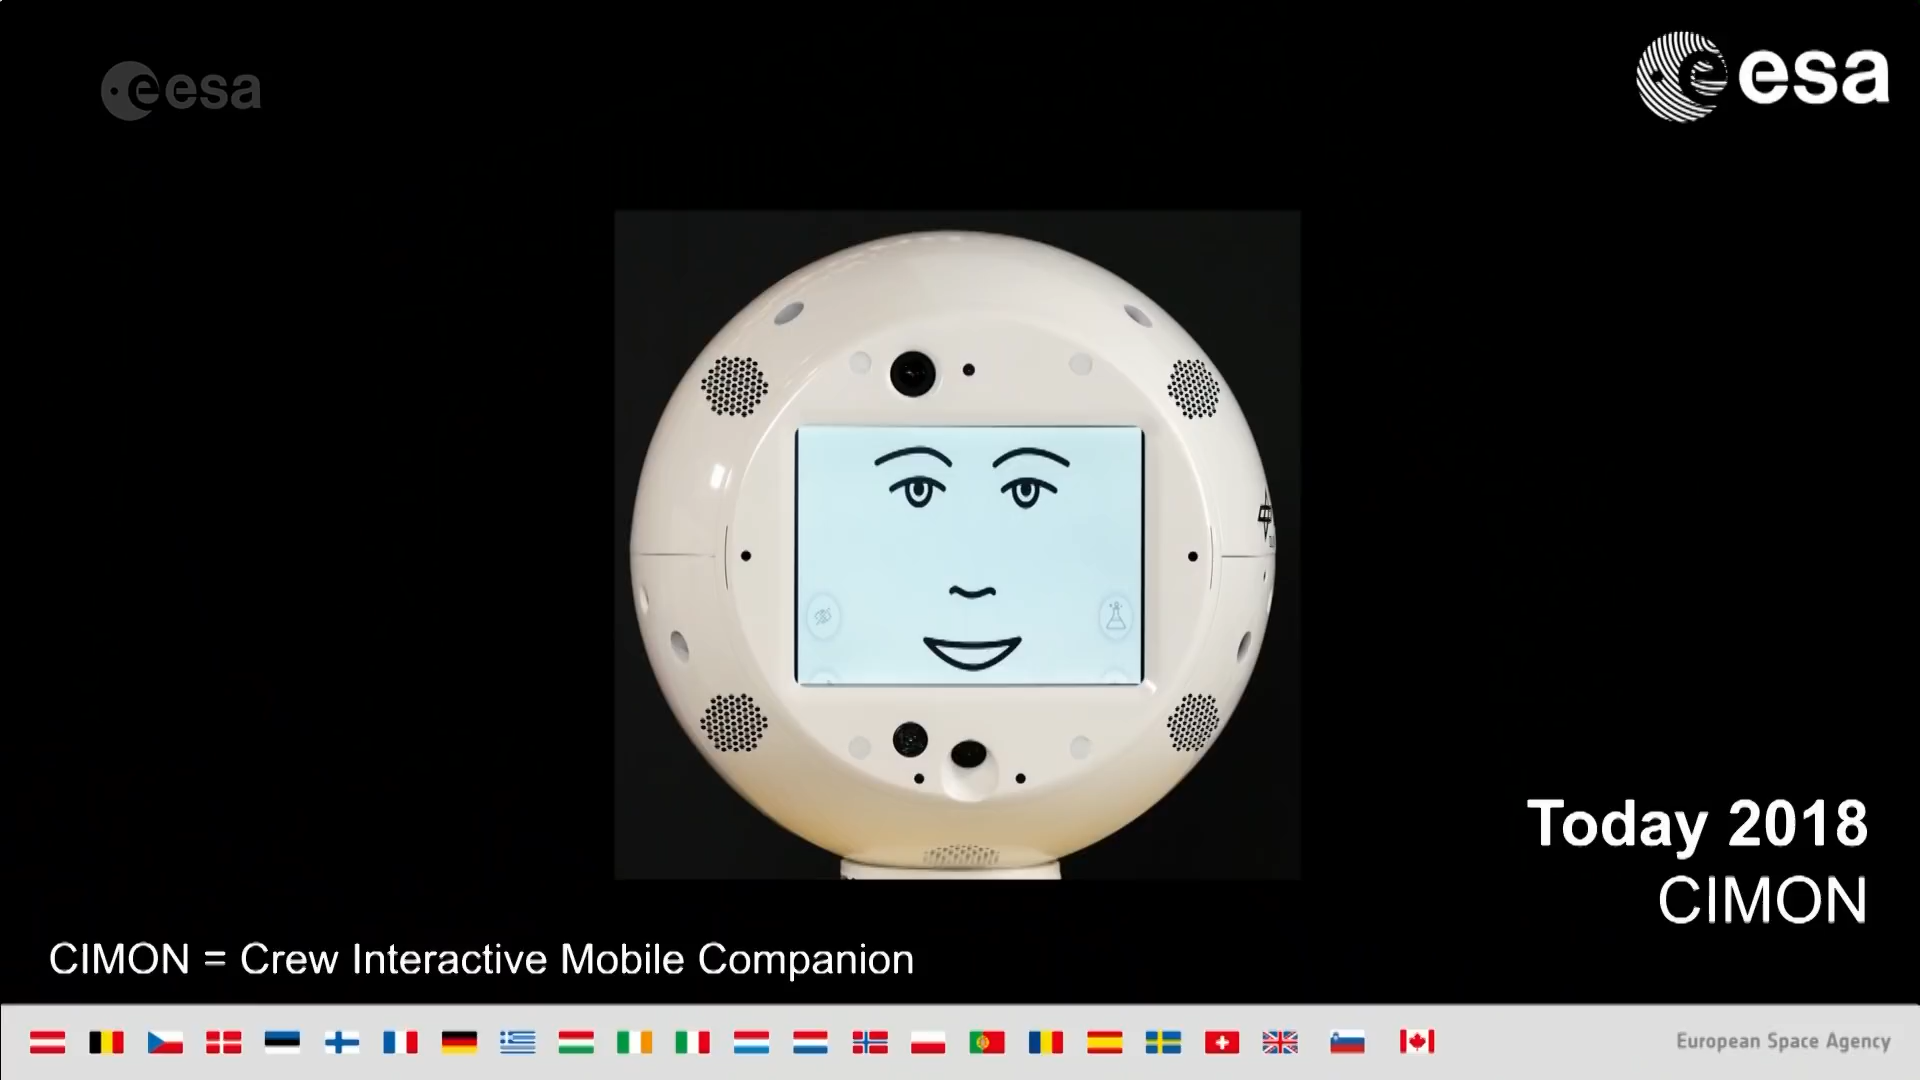 esa
esa
Today 2018
CIMON
CIMON = Crew Interactive Mobile Companion
European Space Agency